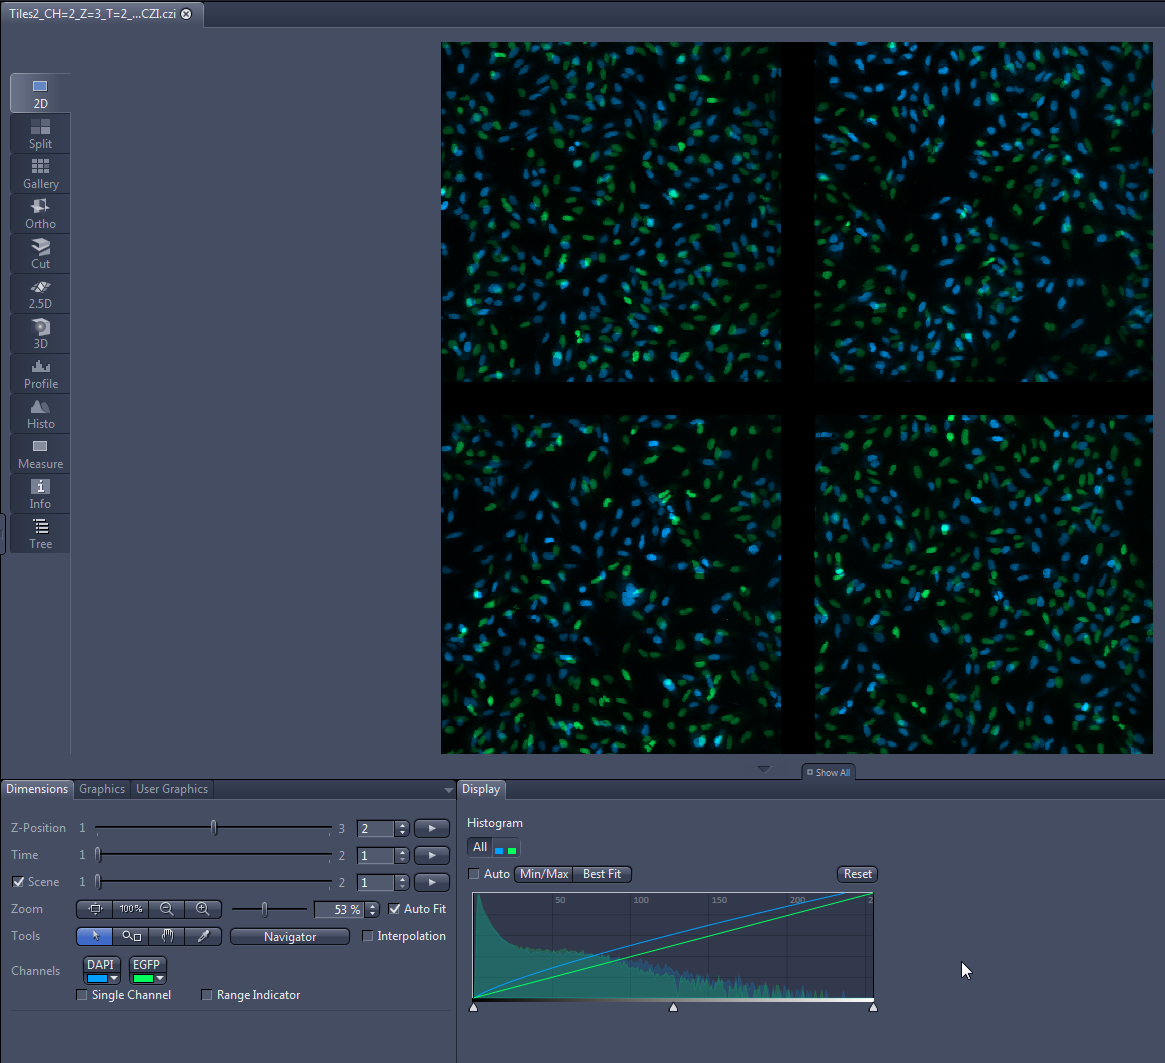 Tiles2_CH=2_Z=3_T=2_...CZI.czi
2D
Split
Gallery
Ortho
Cut
2.5D
3D
Profile
Histo
Measure
Info
Tree
Show All
Dimensions Graphics User Graphics
Z-Position 1 3 2
Time 1 2 1
Scene 1 2 1
Zoom 100% 53 % Auto Fit
Tools Navigator Interpolation
Channels DAPI EGFP
Single Channel Range Indicator
Display
Histogram
All
Auto Min/Max Best Fit Reset
50 100 150 200 2